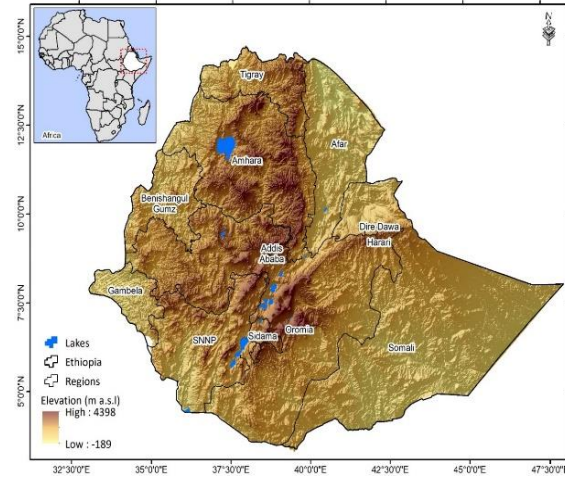 N
Africa
Tigray
Afar
Amhara
Benishangul
Gumz
Dire Dawa
Harari
Addis
Ababa
Gambela
SNNP
Sidama
Oromia
Somali
Lakes
Ethiopia
Regions
Elevation (m a.s.l)
High : 4398
Low : -189
15°0'0"N
12°30'0"N
10°0'0"N
7°30'0"N
5°0'0"N
32°30'0"E
35°0'0"E
37°30'0"E
40°0'0"E
42°30'0"E
45°0'0"E
47°30'0"E